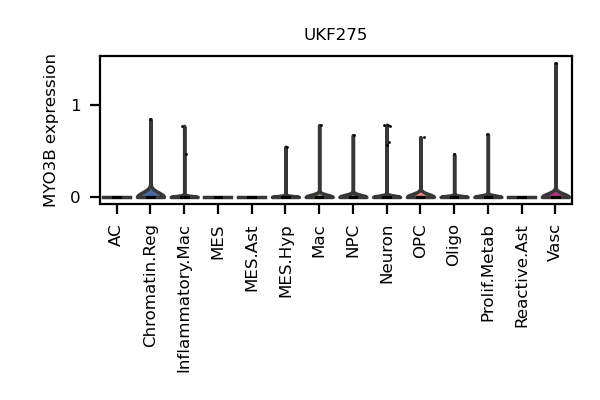 UKF275
MYO3B expression
1
0
AC
Chromatin.Reg
Inflammatory.Mac
MES
MES.Ast
MES.Hyp
Mac
NPC
Neuron
OPC
Oligo
Prolif.Metab
Reactive.Ast
Vasc